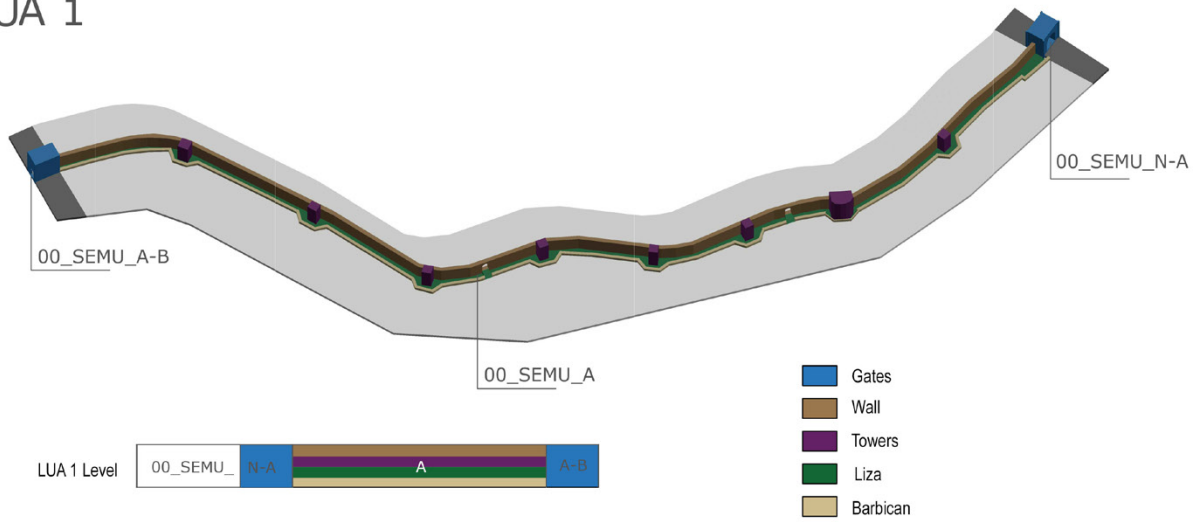 UA 1
00_SEMU_N-A
00_SEMU_A-B
00_SEMU_A
Gates
Wall
Towers
Liza
Barbican
LUA 1 Level 00_SEMU_ N-A A A-B